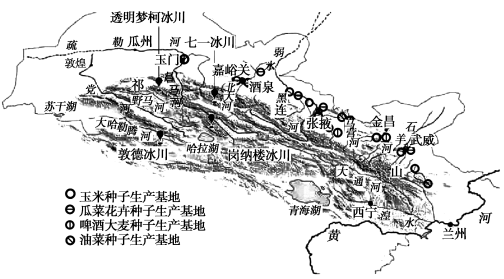 透明梦柯冰川
疏
勒
河
瓜州
七一冰川
弱
水
敦煌
玉门
嘉峪关
酒泉
党
河
祁
野马
河
北
大
河
黑
河
连
张掖
金昌
石
羊
河
武威
苏干湖
大哈勒腾
河
哈拉湖
敦德冰川
岗纳楼冰川
山
大
通
河
青海湖
西宁
湟
水
黄
河
兰州
玉米种子生产基地
瓜菜花卉种子生产基地
啤酒大麦种子生产基地
油菜种子生产基地